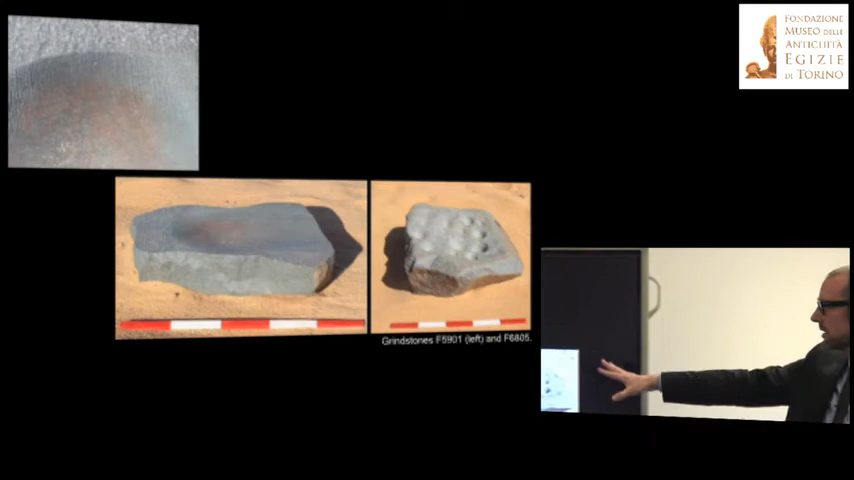 FONDAZIONE
MUSEO DELLE
ANTICHITÀ
EGIZIE
DI TORINO
Grindstones F5901 (left) and F6805.